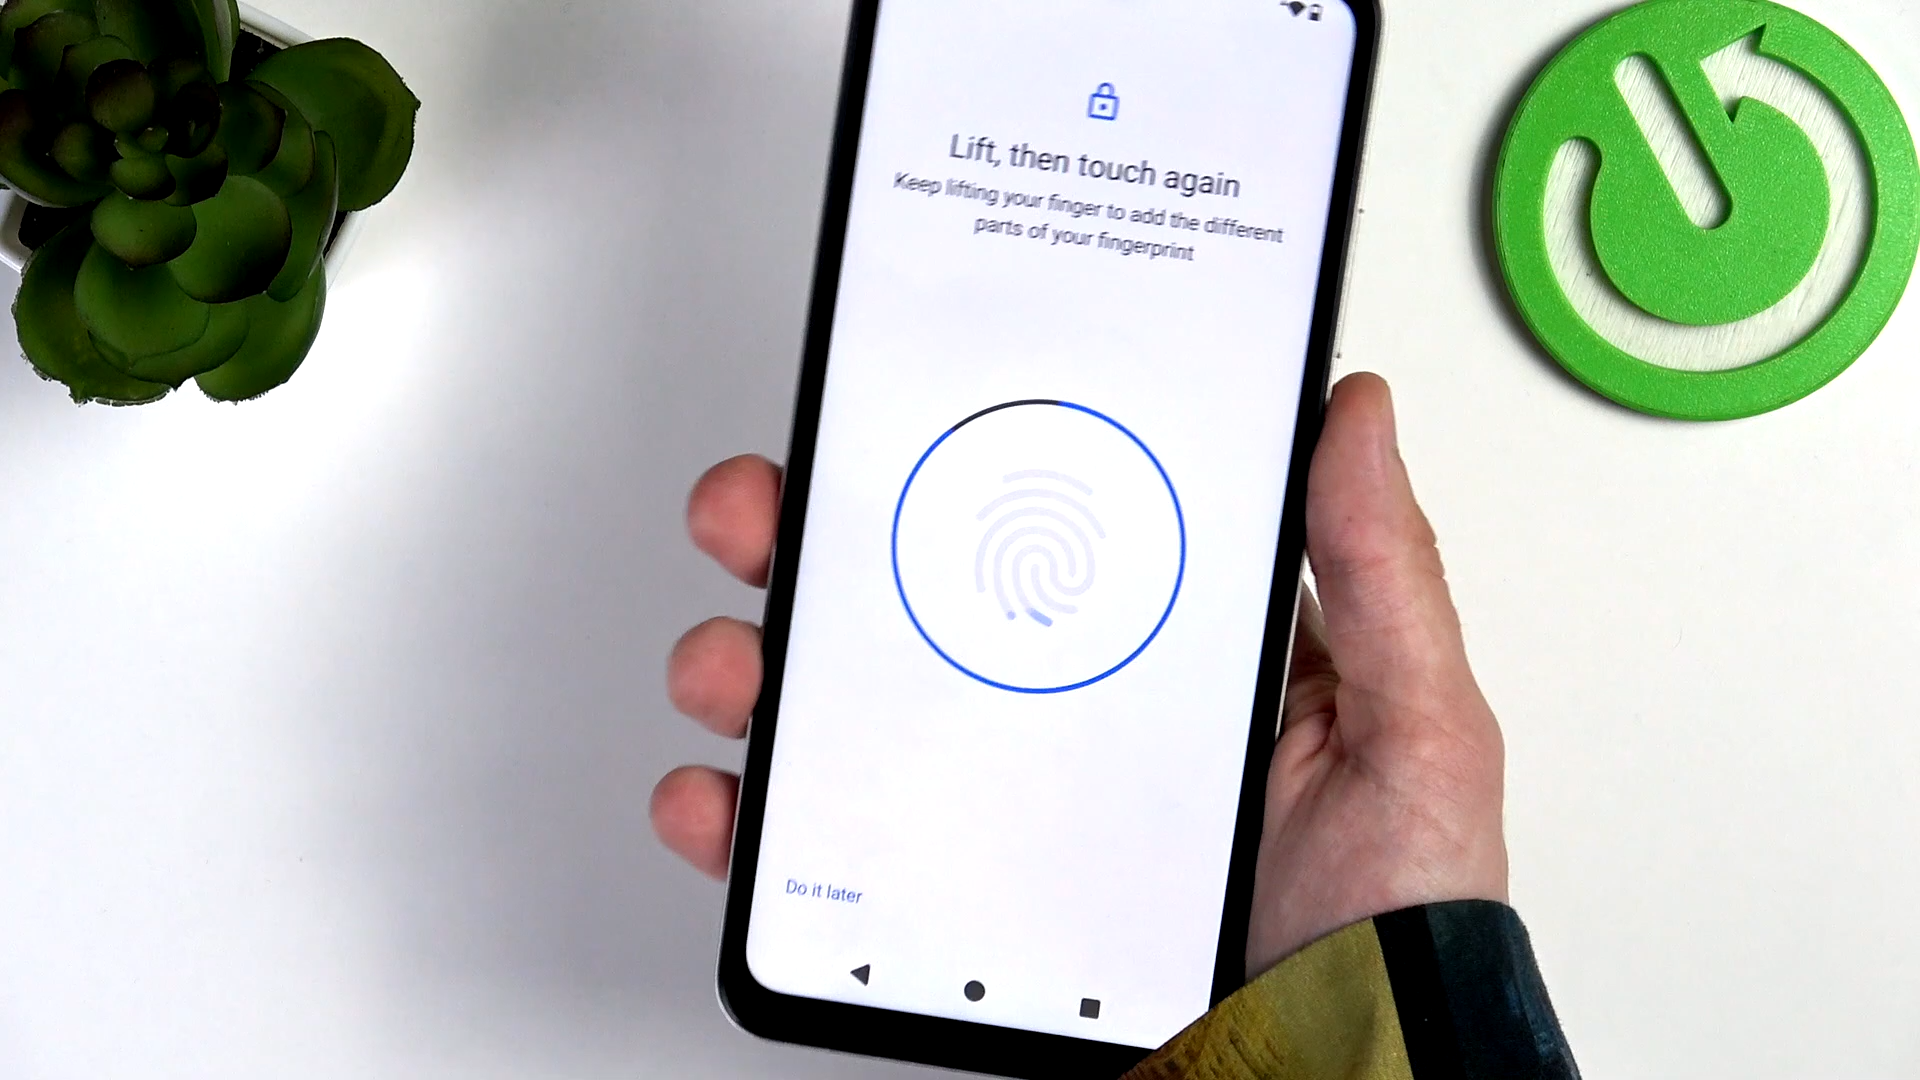 Lift, then touch again
Keep lifting your finger to add the different
parts of your fingerprint
Do it later